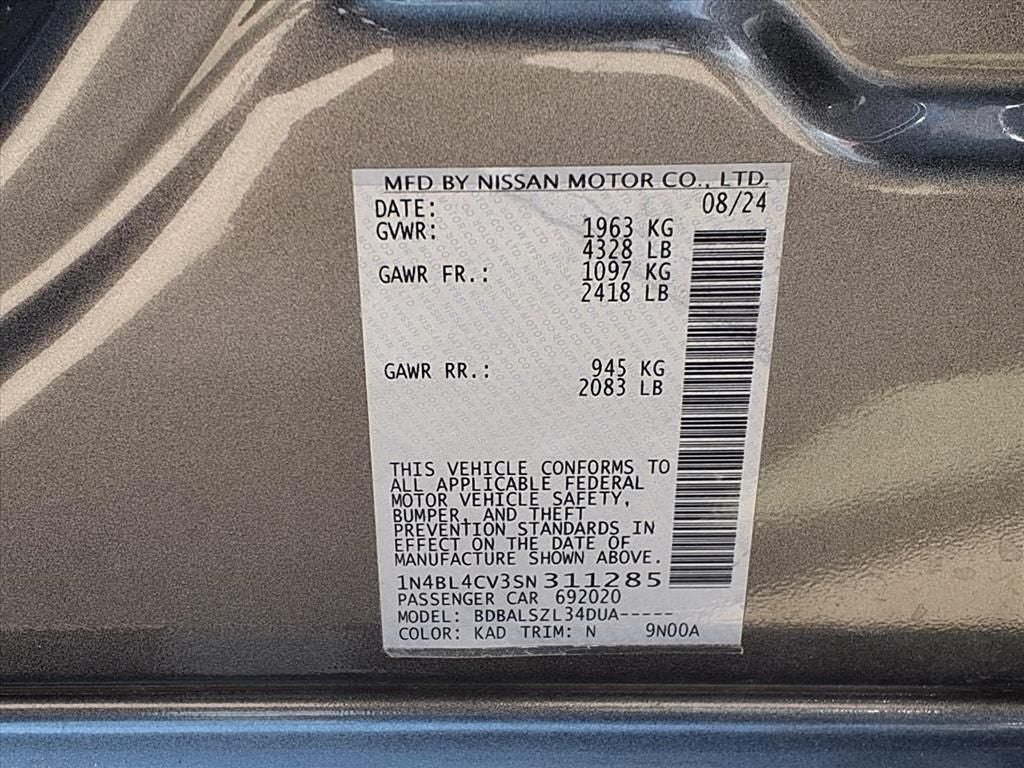 MFD BY NISSAN MOTOR CO., LTD.
DATE: 08/24
GVWR: 1963 KG
4328 LB
GAWR FR.: 1097 KG
2418 LB
GAWR RR.: 945 KG
2083 LB
THIS VEHICLE CONFORMS TO
ALL APPLICABLE FEDERAL
MOTOR VEHICLE SAFETY,
BUMPER, AND THEFT
PREVENTION STANDARDS IN
EFFECT ON THE DATE OF
MANUFACTURE SHOWN ABOVE.
1N4BL4CV3SN311285
PASSENGER CAR 692020
MODEL: BDBALSZL34DUA-----
COLOR: KAD TRIM: N 9N00A